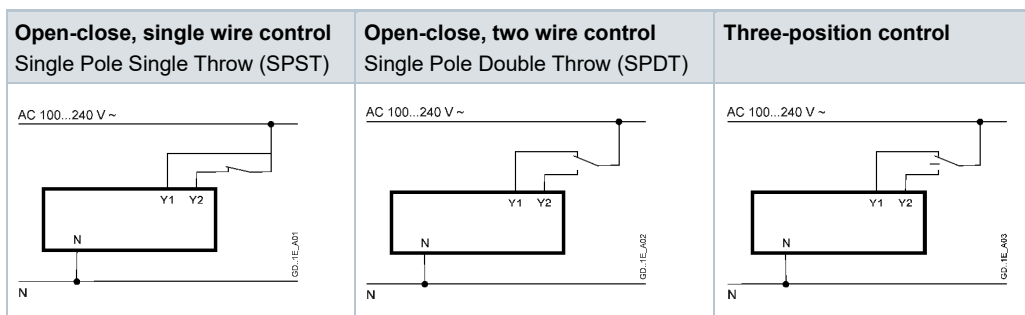 Open-close, single wire control
Single Pole Single Throw (SPST)
Open-close, two wire control
Single Pole Double Throw (SPDT)
Three-position control
AC 100...240 V ~
Y1 Y2
N
GD..1E_A01
N
AC 100...240 V ~
Y1 Y2
N
GD..1E_A02
N
AC 100...240 V ~
Y1 Y2
N
GD..1E_A03
N